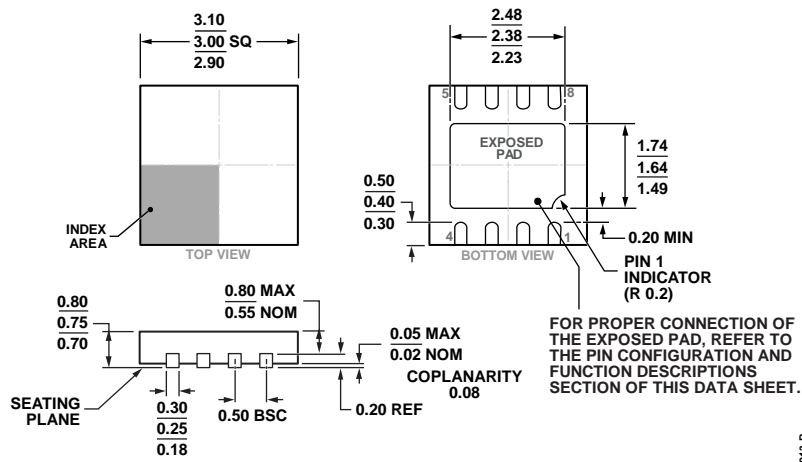 3.10
3.00 SQ
2.90
2.48
2.38
2.23
INDEX
AREA
TOP VIEW
5
8
EXPOSED
PAD
1.74
1.64
1.49
0.50
0.40
0.30
4
1
BOTTOM VIEW
0.20 MIN
PIN 1
INDICATOR
(R 0.2)
0.80
0.75
0.70
0.80 MAX
0.55 NOM
0.05 MAX
0.02 NOM
COPLANARITY
0.08
SEATING
PLANE
0.30
0.25
0.18
0.50 BSC
0.20 REF
FOR PROPER CONNECTION OF
THE EXPOSED PAD, REFER TO
THE PIN CONFIGURATION AND
FUNCTION DESCRIPTIONS
SECTION OF THIS DATA SHEET.